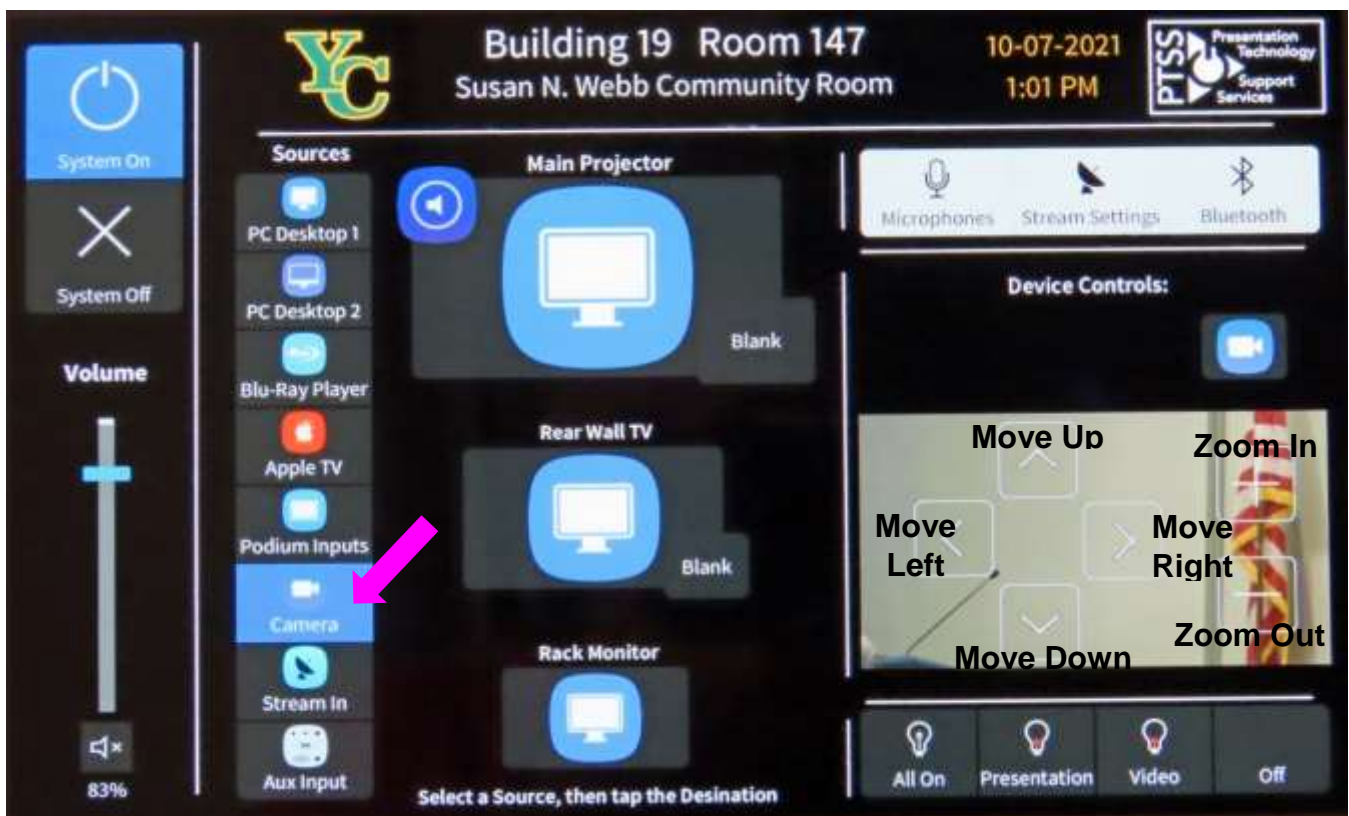 YC
Building 19 Room 147
Susan N. Webb Community Room
10-07-2021
1:01 PM
PTSS
Presentation
Technology
Support
Services
System On
System Off
Volume
83%
Sources
PC Desktop 1
PC Desktop 2
Blu-Ray Player
Apple TV
Podium Inputs
Camera
Stream In
Aux Input
Main Projector
Blank
Rear Wall TV
Blank
Rack Monitor
Select a Source, then tap the Desination
Microphones
Stream Settings
Bluetooth
Device Controls:
Move Up
Zoom In
Move
Left
Move
Right
Move Down
Zoom Out
All On
Presentation
Video
Off